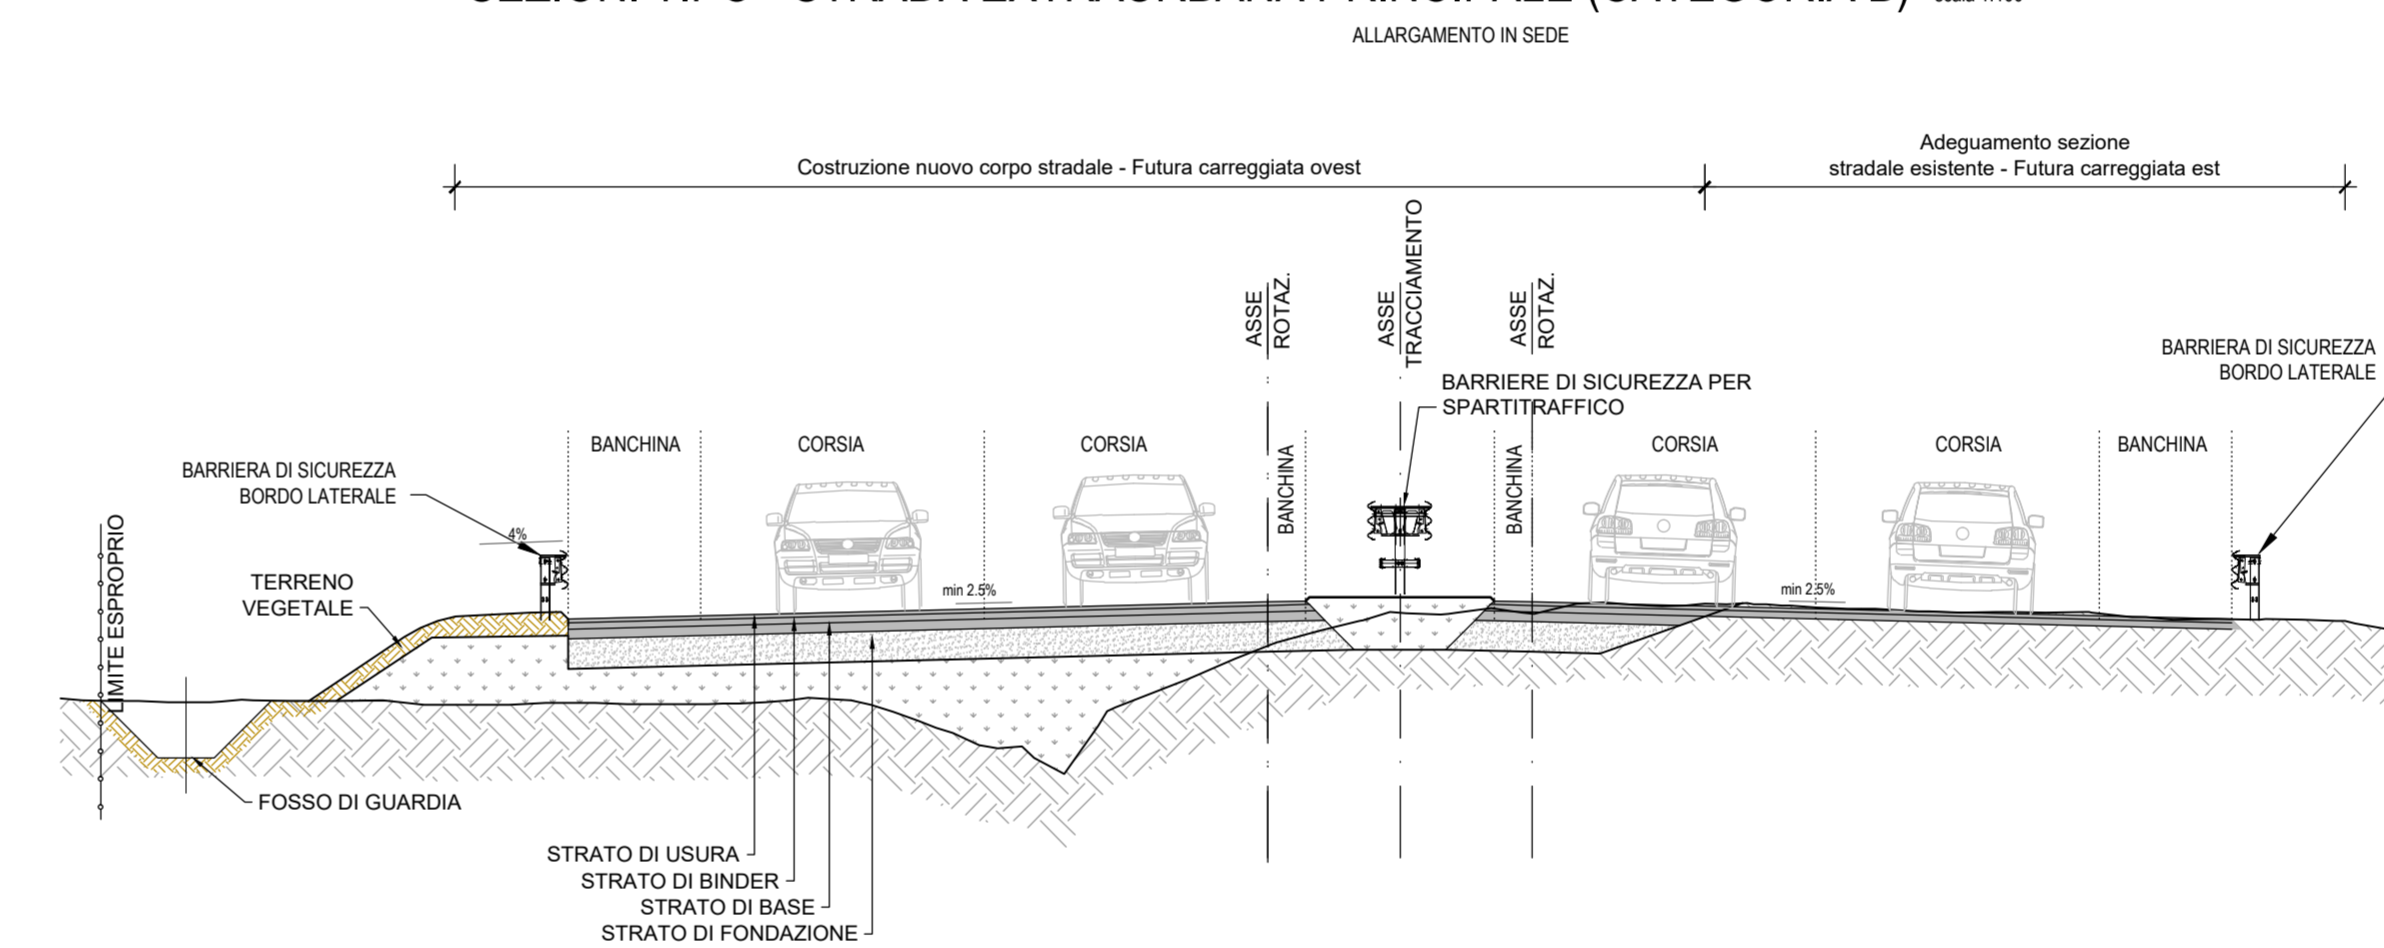 ALLARGAMENTO IN SEDE
Costruzione nuovo corpo stradale - Futura carreggiata ovest
Adeguamento sezione
stradale esistente - Futura carreggiata est
ASSE
ROTAZ.
ASSE
TRACCIAMENTO
ASSE
ROTAZ.
BARRIERA DI SICUREZZA
BORDO LATERALE
BARRIERE DI SICUREZZA PER
SPARTITRAFFICO
BANCHINA
CORSIA
CORSIA
BANCHINA
BANCHINA
CORSIA
CORSIA
BANCHINA
BARRIERA DI SICUREZZA
BORDO LATERALE
4%
LIMITE ESPROPRIO
TERRENO
VEGETALE
min 2.5%
min 2.5%
FOSSO DI GUARDIA
STRATO DI USURA
STRATO DI BINDER
STRATO DI BASE
STRATO DI FONDAZIONE